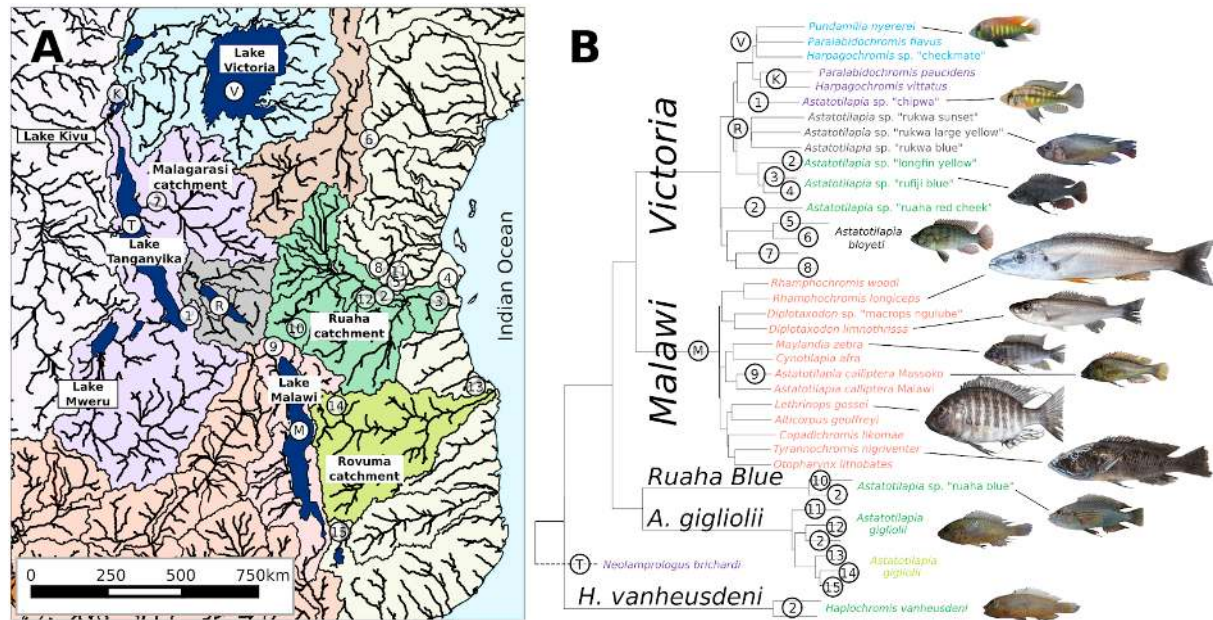 A
Lake
Victoria
V
K
Lake Kivu
6
Malagarasi
catchment
7
T
Lake
Tanganyika
R
1
8
11
5
12
2
4
3
Ruaha
catchment
10
9
Lake
Mweru
Lake
Malawi
M
13
14
Rovuma
catchment
15
Indian Ocean
0 250 500 750km
B
Victoria
Malawi
V
Pundamilia nyererei
Paralabidochromis flavus
Harpagochromis sp. "checkmate"
K
Paralabidochromis paucidens
Harpagochromis vittatus
1
Astatotilapia sp. "chipwa"
R
Astatotilapia sp. "rukwa sunset"
Astatotilapia sp. "rukwa large yellow"
Astatotilapia sp. "rukwa blue"
2
Astatotilapia sp. "longfin yellow"
3
4
Astatotilapia sp. "rufiji blue"
2
Astatotilapia sp. "ruaha red cheek"
5
6
Astatotilapia
bloyeti
7
8
M
Rhamphochromis woodi
Rhamphochromis longiceps
Diplotaxodon sp. "macrops ngulube"
Diplotaxodon limnothrissa
Maylandia zebra
Cynotilapia afra
9
Astatotilapia calliptera Massoko
Astatotilapia calliptera Malawi
Lethrinops gossei
Alticorpus geoffreyi
Copadichromis likomae
Tyrannochromis nigriventer
Otopharynx lithobates
Ruaha Blue
10
2
Astatotilapia sp. "ruaha blue"
A. gigliolii
11
12
2
Astatotilapia
gigliolii
13
14
15
Astatotilapia
gigliolii
T
Neolamprologus brichardi
H. vanheusdeni
2
Haplochromis vanheusdeni